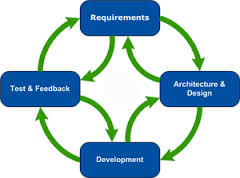 Requirements
Test & Feedback
Architecture &
Design
Development